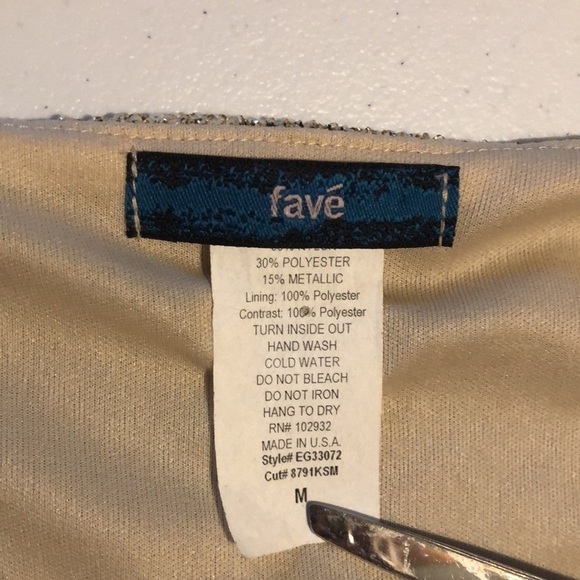 favé
30% POLYESTER
15% METALLIC
Lining: 100% Polyester
Contrast: 100% Polyester
TURN INSIDE OUT
HAND WASH
COLD WATER
DO NOT BLEACH
DO NOT IRON
HANG TO DRY
RN# 102932
MADE IN U.S.A.
Style# EG33072
Cut# 8791KSM
M